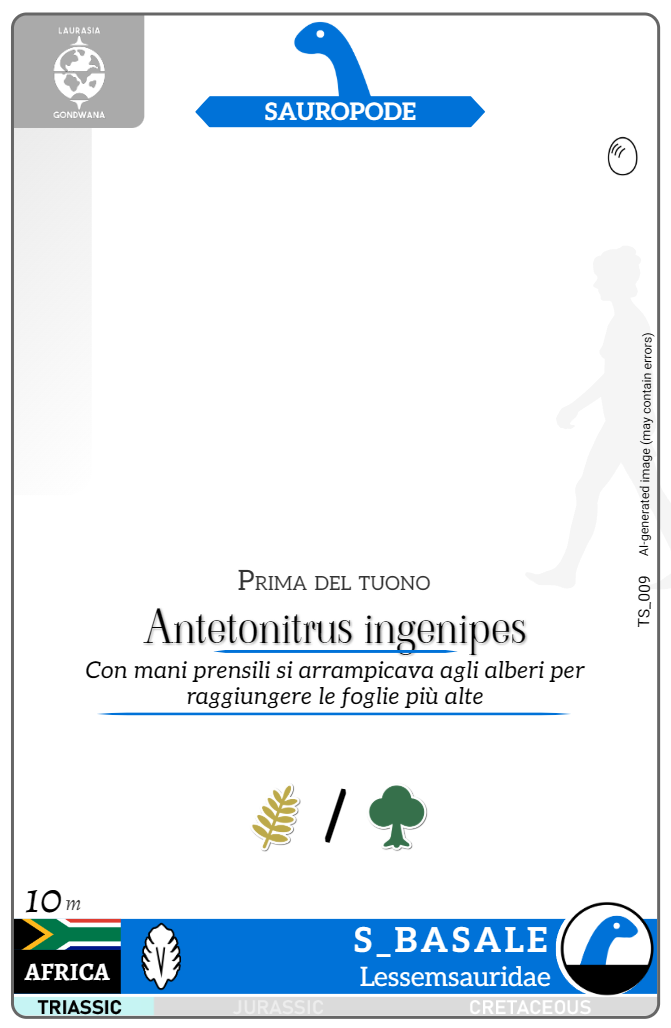 LAURASIA
GONDWANA
SAUROPODE
AI-generated image (may contain errors)
TS_009
Prima del tuono
Antetonitrus ingenipes
Con mani prensili si arrampicava agli alberi per
raggiungere le foglie più alte
/
10 m
AFRICA
S_BASALE
Lessemsauridae
TRIASSIC JURASSIC CRETACEOUS